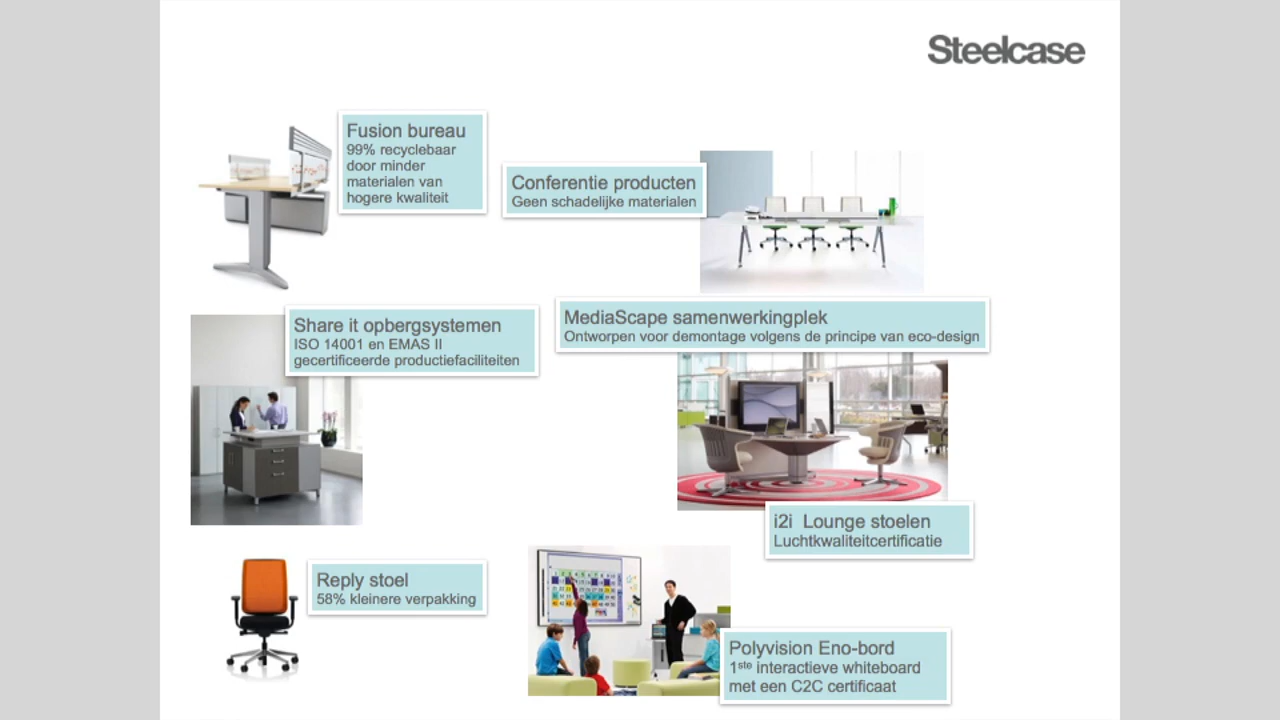 Steelcase
Fusion bureau
99% recyclebaar
door minder
materialen van
hogere kwaliteit
Conferentie producten
Geen schadelijke materialen
Share it opbergsystemen
ISO 14001 en EMAS II
gecertificeerde productiefaciliteiten
MediaScape samenwerkingplek
Ontworpen voor demontage volgens de principe van eco-design
i2i  Lounge stoelen
Luchtkwaliteitcertificatie
Reply stoel
58% kleinere verpakking
Polyvision Eno-bord
1ste interactieve whiteboard
met een C2C certificaat